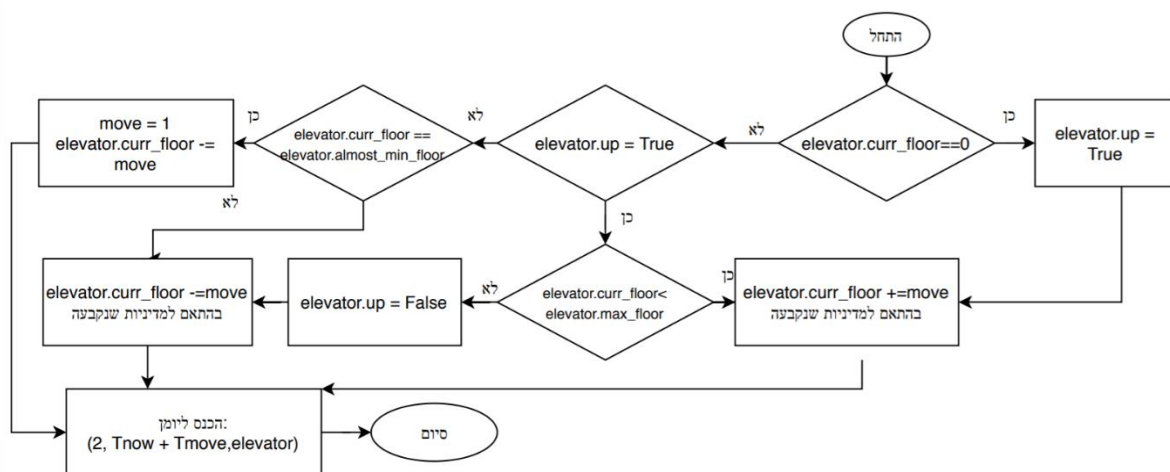 התחל
elevator.curr_floor==0
כן
elevator.up =
True
לא
elevator.up = True
לא
elevator.curr_floor ==
elevator.almost_min_floor
כן
move = 1
elevator.curr_floor -=
move
לא
כן
elevator.curr_floor<
elevator.max_floor
כן
elevator.curr_floor +=move
בהתאם למדיניות שנקבעה
לא
elevator.up = False
elevator.curr_floor -=move
בהתאם למדיניות שנקבעה
הכנס ליומן:
(2, Tnow + Tmove,elevator)
סיום